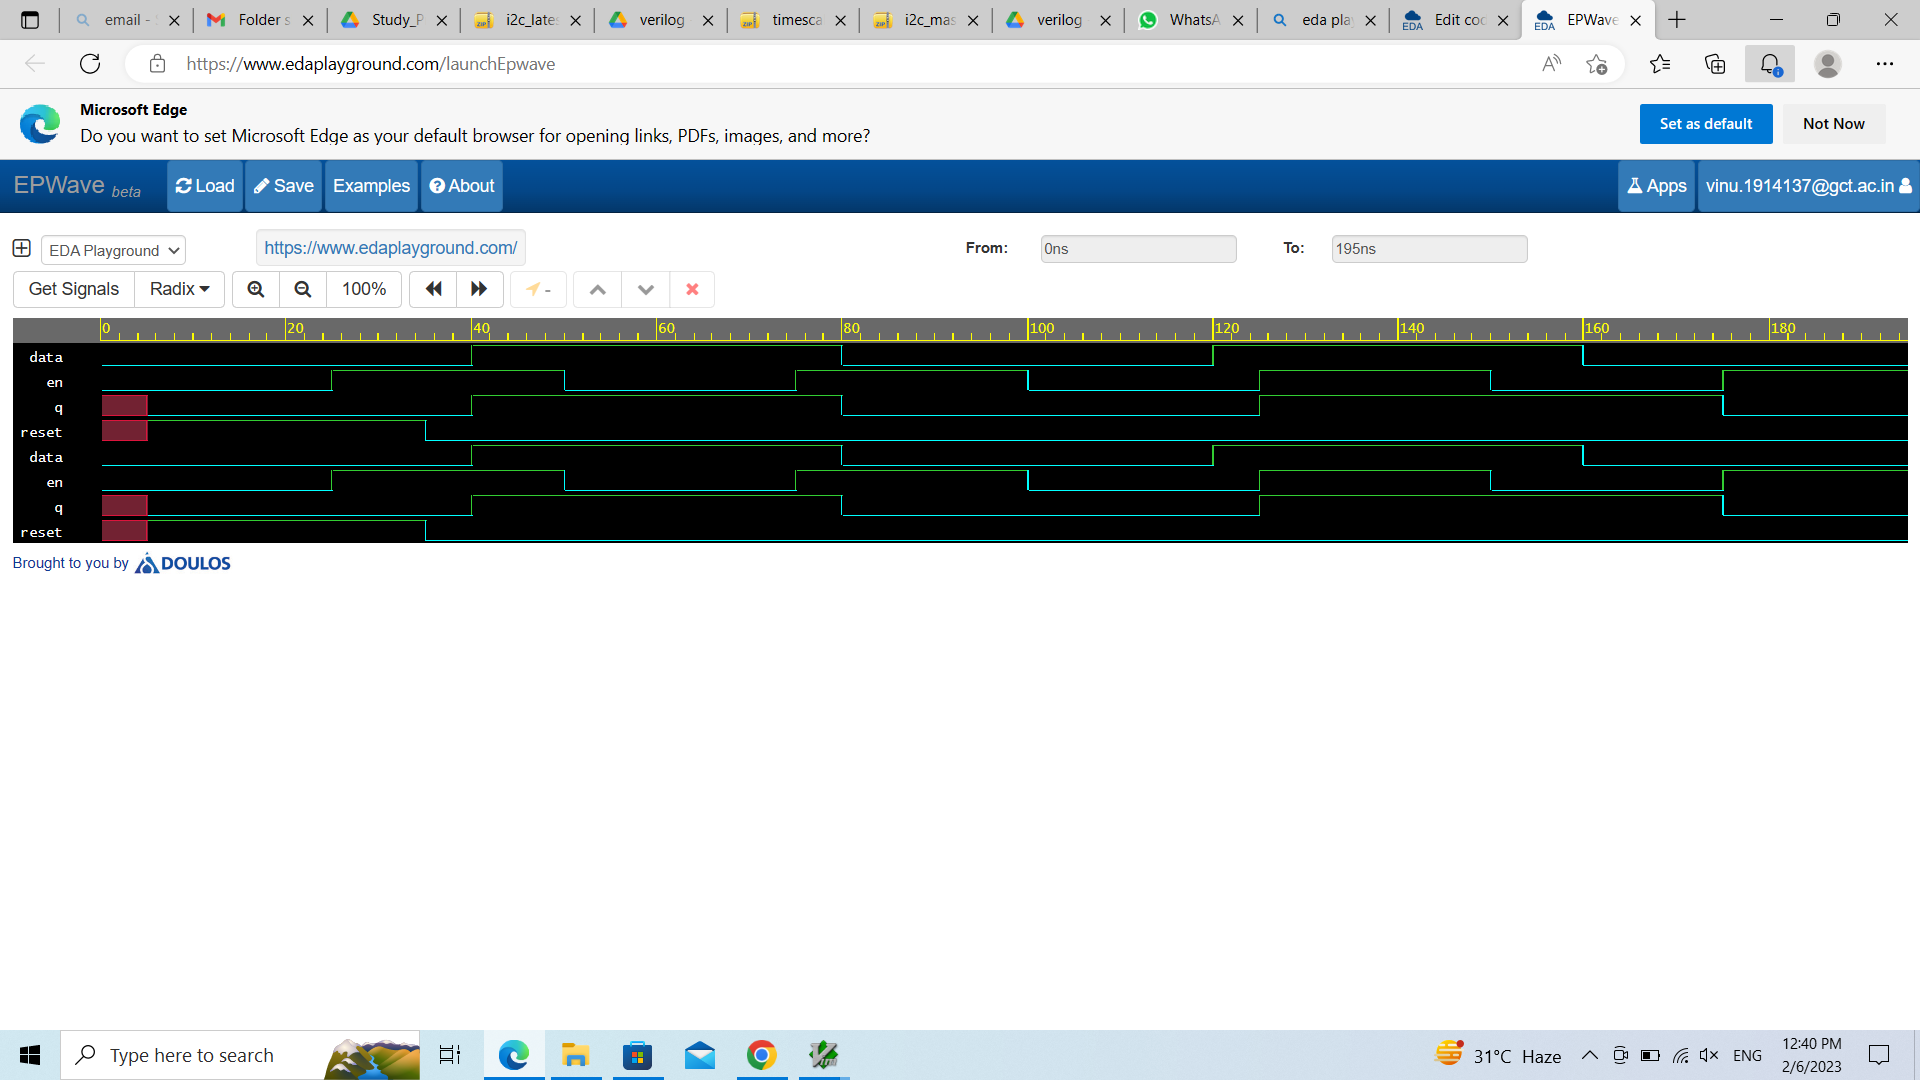 email - S
Folder s
Study_P
i2c_late
verilog
timesca
i2c_mas
verilog
WhatsA
eda play
Edit coc
EPWave
https://www.edaplayground.com/launchEpwave
Microsoft Edge
Do you want to set Microsoft Edge as your default browser for opening links, PDFs, images, and more?
Set as default
Not Now
EPWave beta
Load
Save
Examples
About
Apps
vinu.1914137@gct.ac.in
EDA Playground
https://www.edaplayground.com/
From:
0ns
To:
195ns
Get Signals
Radix
100%
-
0 20 40 60 80 100 120 140 160 180
data
en
q
reset
data
en
q
reset
Brought to you by DOULOS
Type here to search
31°C Haze
ENG
12:40 PM
2/6/2023